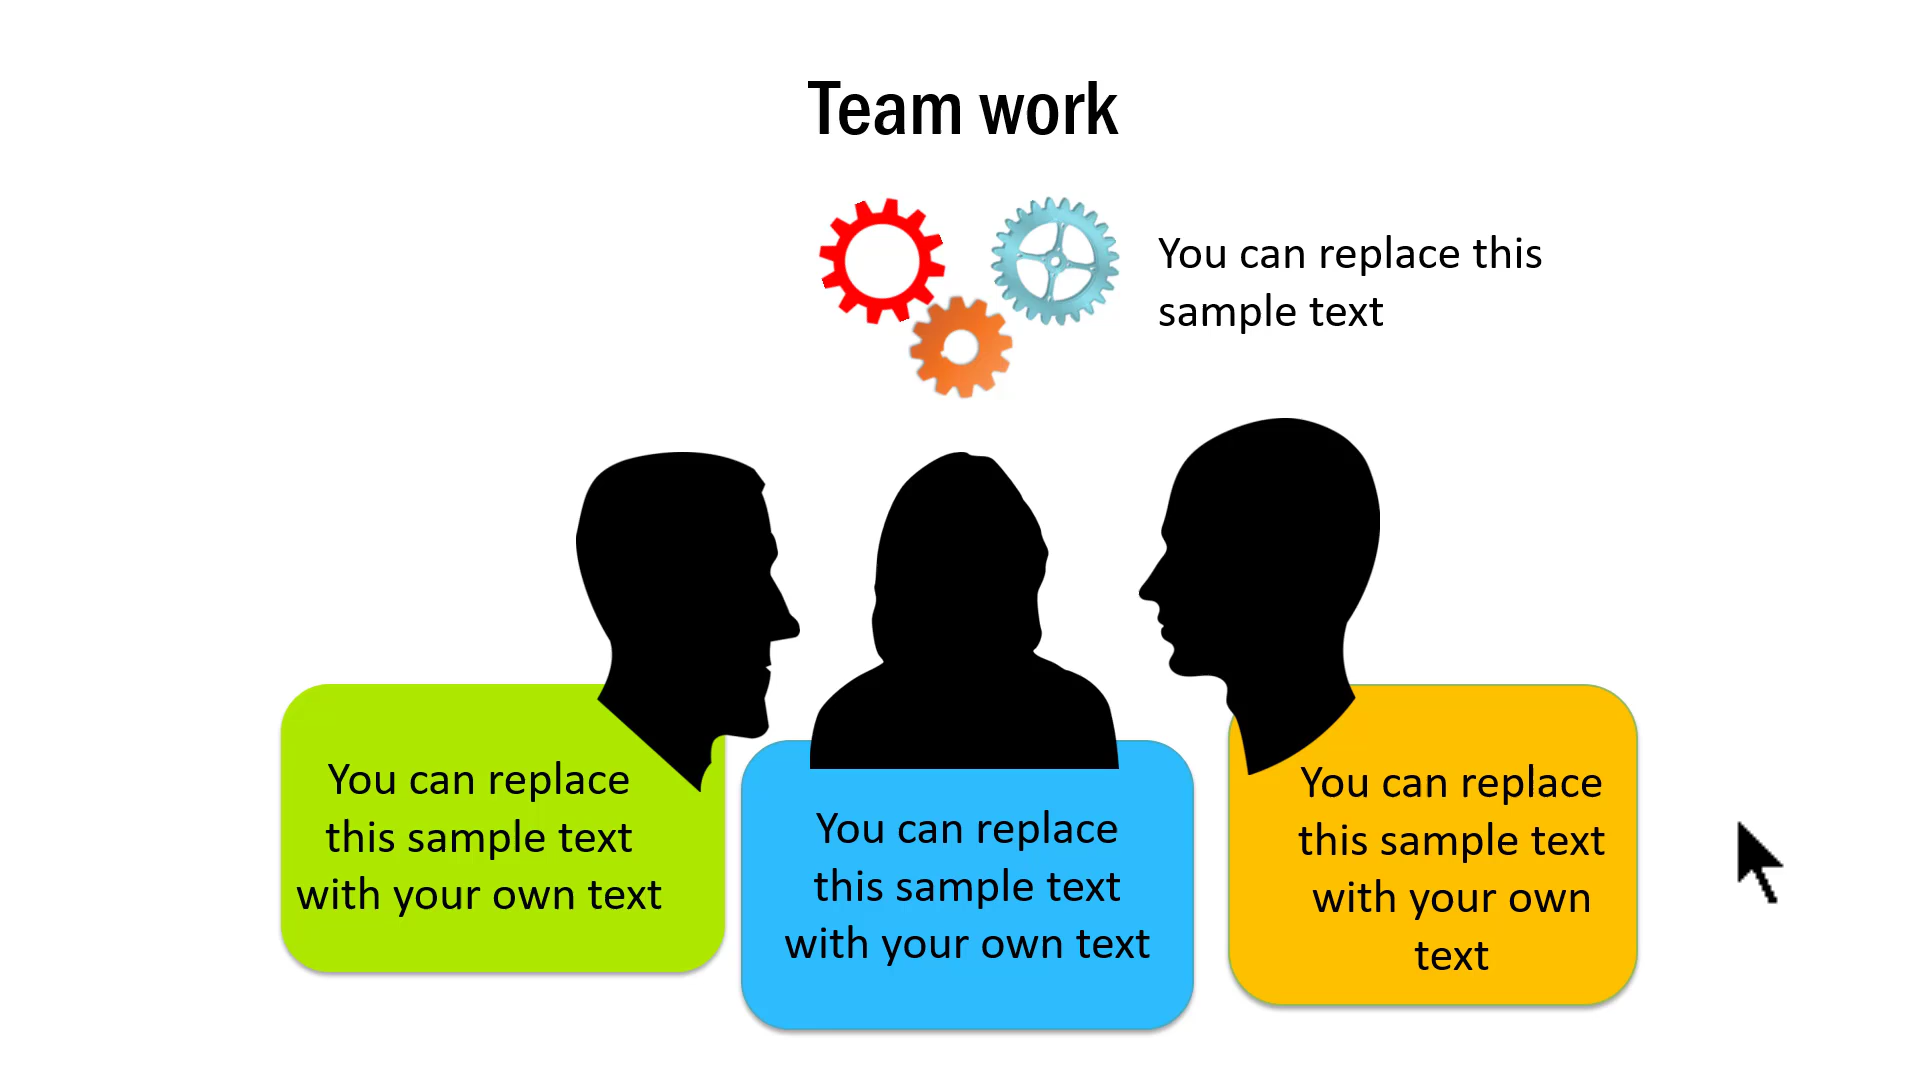 Team work
You can replace this
sample text
You can replace
this sample text
with your own text
You can replace
this sample text
with your own text
You can replace
this sample text
with your own
text